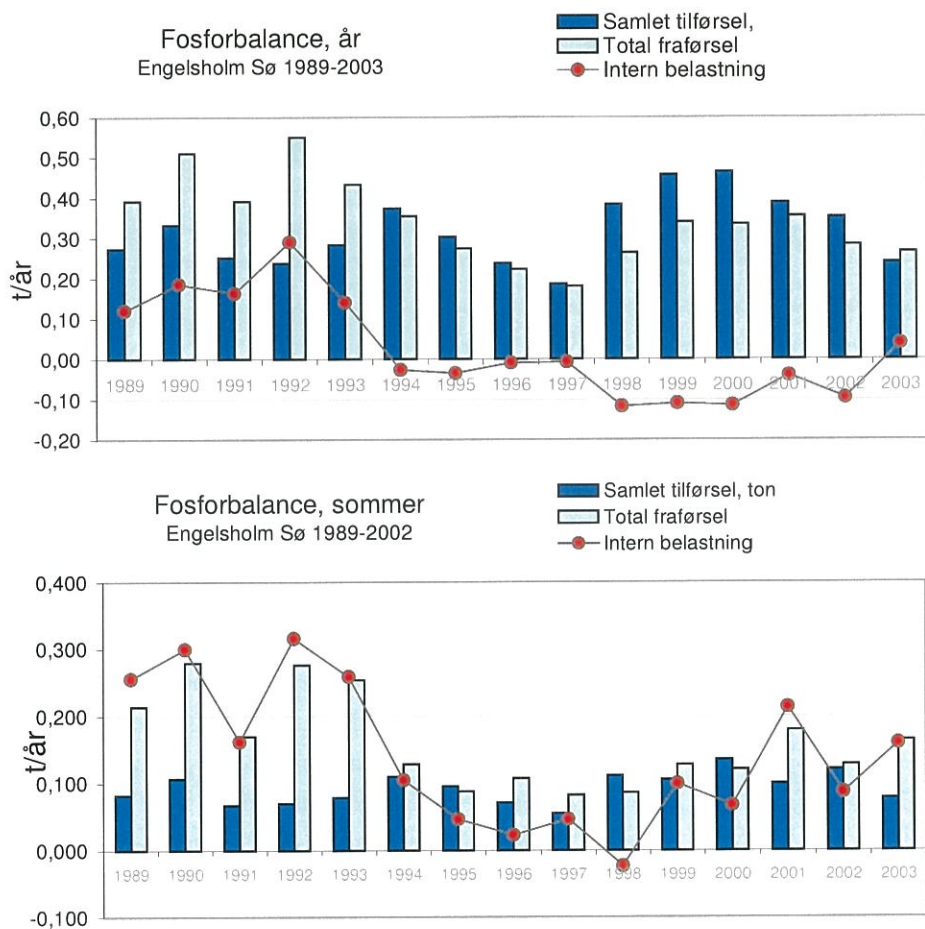 Fosforbalance, år
Engelsholm Sø 1989-2003
Samlet tilførsel,
Total fraførsel
Intern belastning
t/år
0,60
0,50
0,40
0,30
0,20
0,10
0,00
-0,10
-0,20
1989 1990 1991 1992 1993 1994 1995 1996 1997 1998 1999 2000 2001 2002 2003
Fosforbalance, sommer
Engelsholm Sø 1989-2002
Samlet tilførsel, ton
Total fraførsel
Intern belastning
t/år
0,400
0,300
0,200
0,100
0,000
-0,100
1989 1990 1991 1992 1993 1994 1995 1996 1997 1998 1999 2000 2001 2002 2003